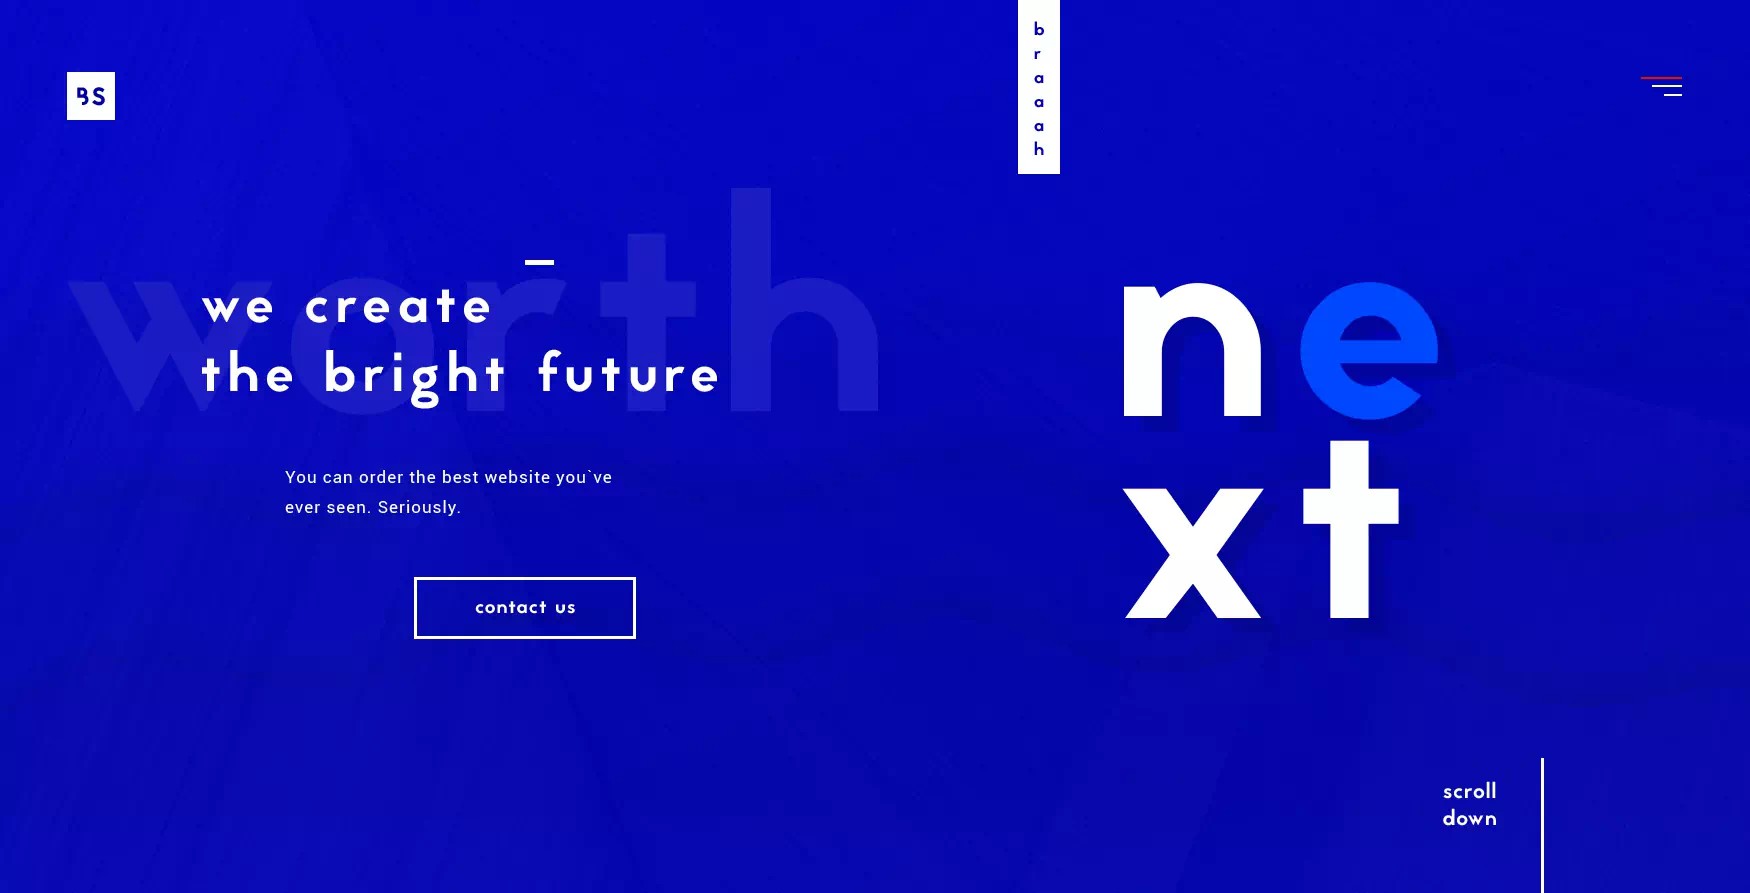 BS
b
r
a
a
a
h
worth
we create
the bright future
You can order the best website you`ve
ever seen. Seriously.
contact us
ne
xt
scroll
down